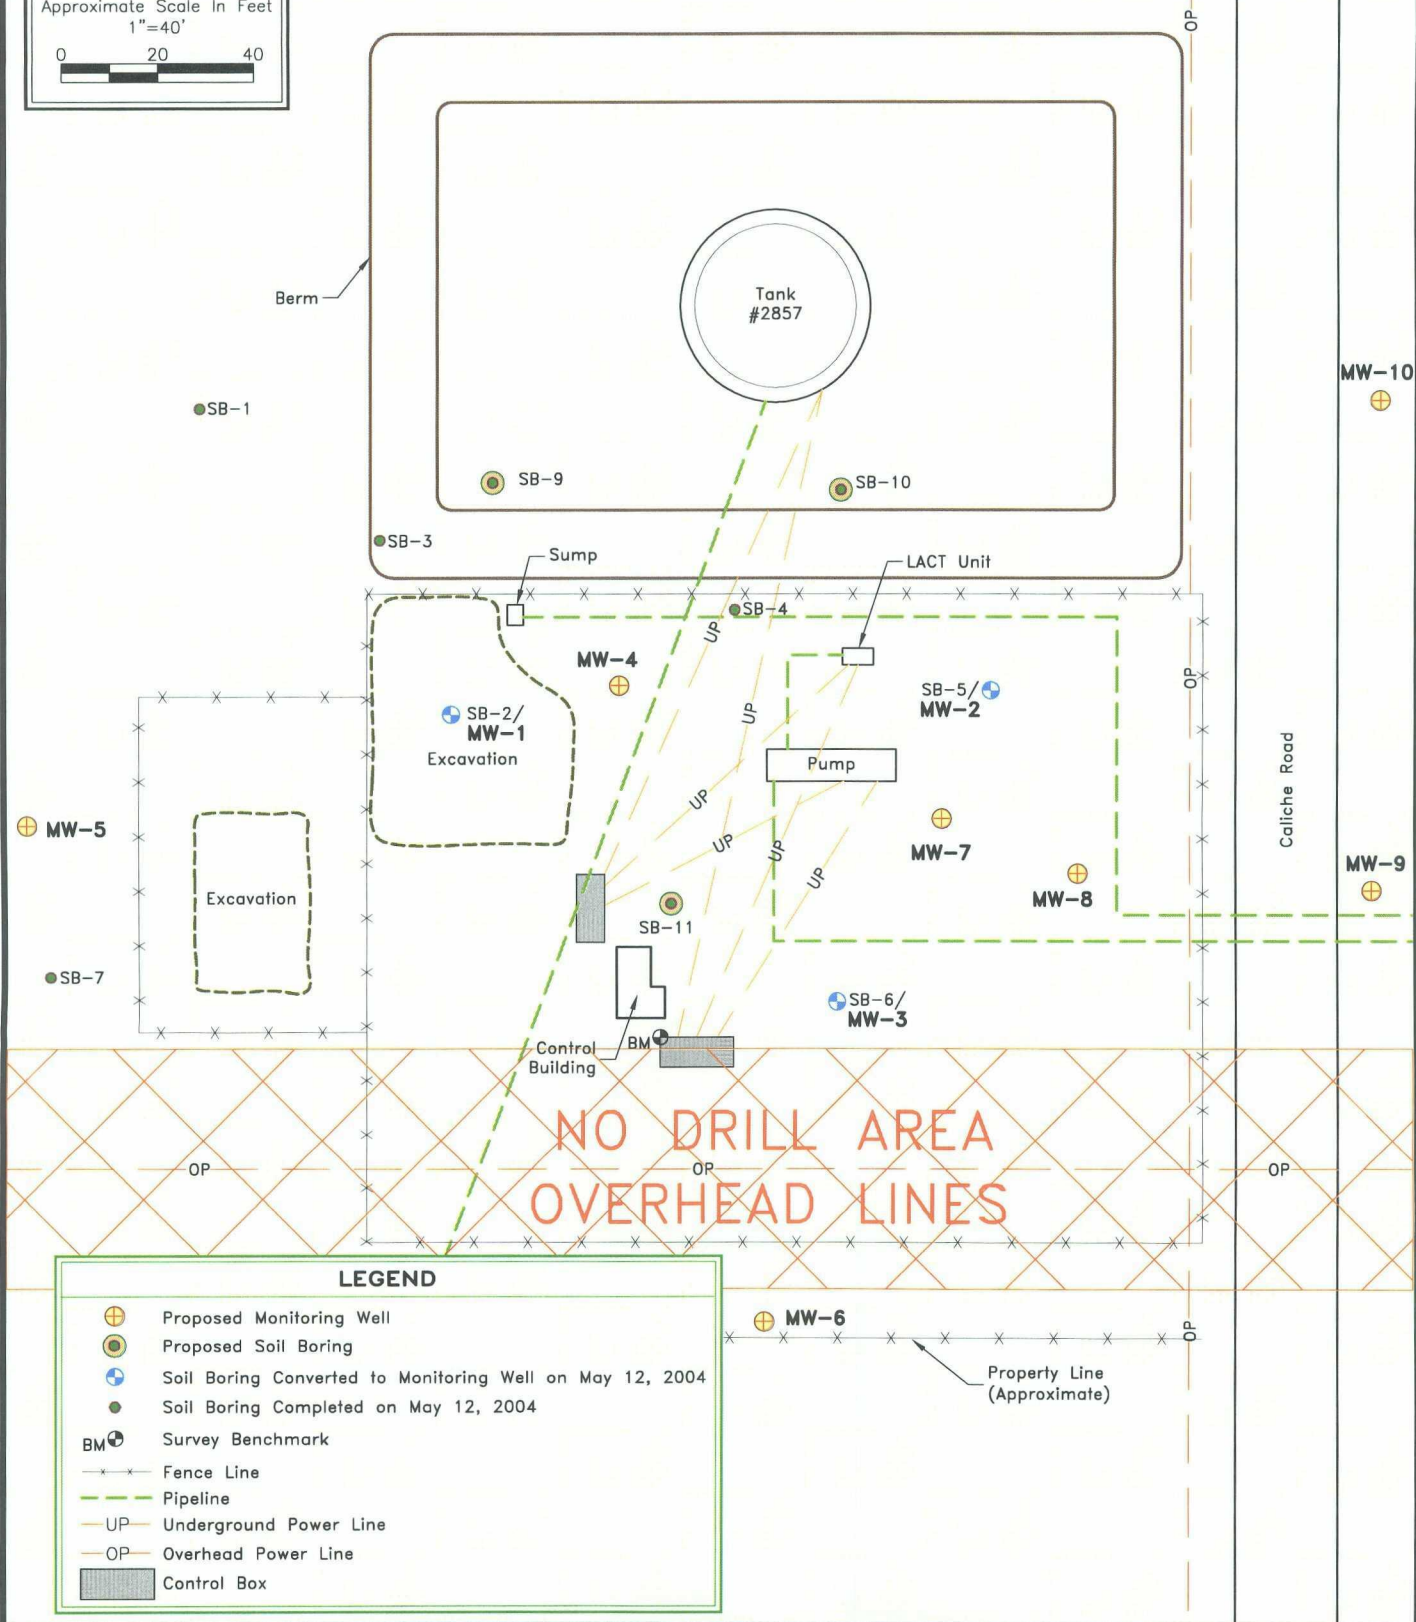 Approximate Scale In Feet
1"=40'
0 20 40
OP
Tank
#2857
Berm
MW-10
SB-1
SB-9
SB-10
SB-3
Sump
LACT Unit
SB-4
UP
MW-4
OP
SB-5/
MW-2
SB-2/
MW-1
UP
Excavation
Pump
Caliche Road
UP
MW-5
MW-7
UP
UP
UP
MW-9
MW-8
Excavation
SB-11
SB-7
SB-6/
MW-3
BM
Control
Building
NO DRILL AREA
OP
OP
OP
OVERHEAD LINES
LEGEND
Proposed Monitoring Well
Proposed Soil Boring
Soil Boring Converted to Monitoring Well on May 12, 2004
Soil Boring Completed on May 12, 2004
BM Survey Benchmark
Fence Line
Pipeline
UP Underground Power Line
OP Overhead Power Line
Control Box
MW-6
OP
Property Line
(Approximate)